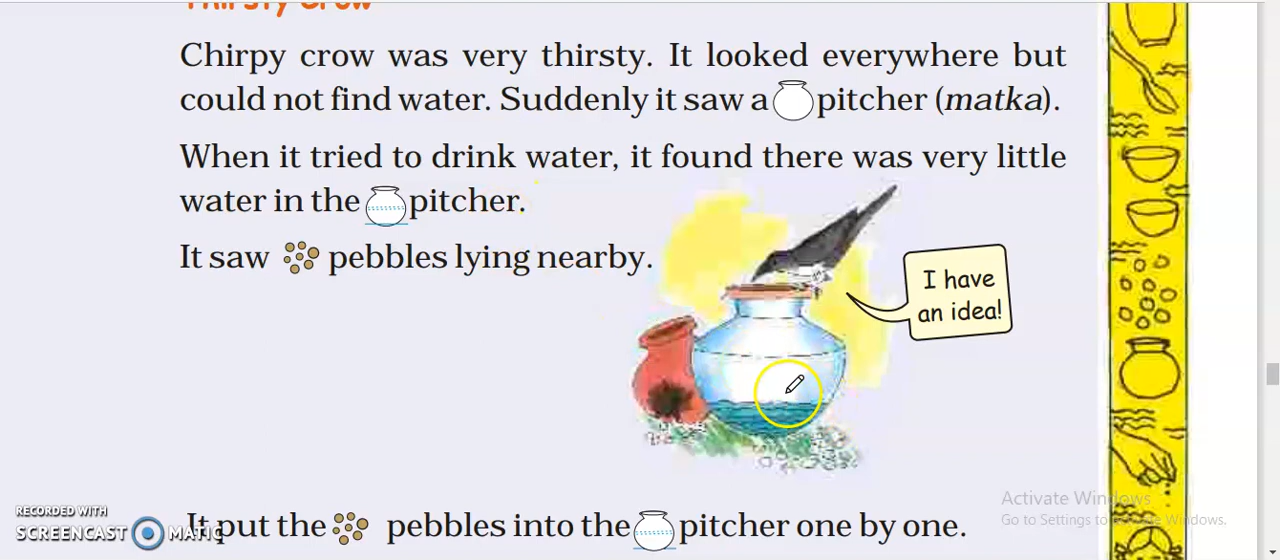 Thirsty Crow
Chirpy crow was very thirsty. It looked everywhere but
could not find water. Suddenly it saw a pitcher (matka).
When it tried to drink water, it found there was very little
water in the pitcher.
It saw pebbles lying nearby.
I have
an idea!
Activate Windows
Go to Settings to activate Windows.
RECORDED WITH
SCREENCAST MATIC
It put the pebbles into the pitcher one by one.